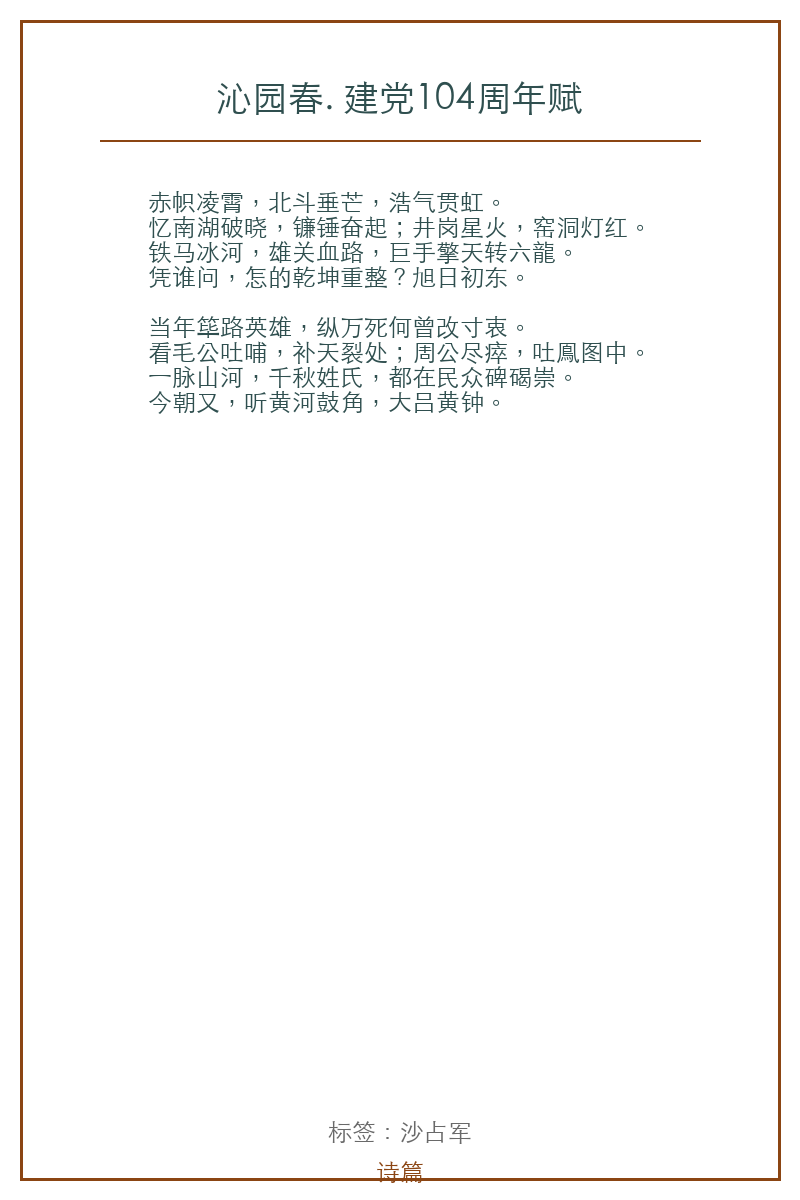 沁园春. 建党104周年赋
赤帜凌霄，北斗垂芒，浩气贯虹。
忆南湖破晓，镰锤奋起；井岗星火，窑洞灯红。
铁马冰河，雄关血路，巨手擎天转六龍。
凭谁问，怎的乾坤重整？旭日初东。
当年筚路英雄，纵万死何曾改寸衷。
看毛公吐哺，补天裂处；周公尽瘁，吐鳳图中。
一脉山河，千秋姓氏，都在民众碑碣崇。
今朝又，听黄河鼓角，大吕黄钟。
标签：沙占军
诗篇